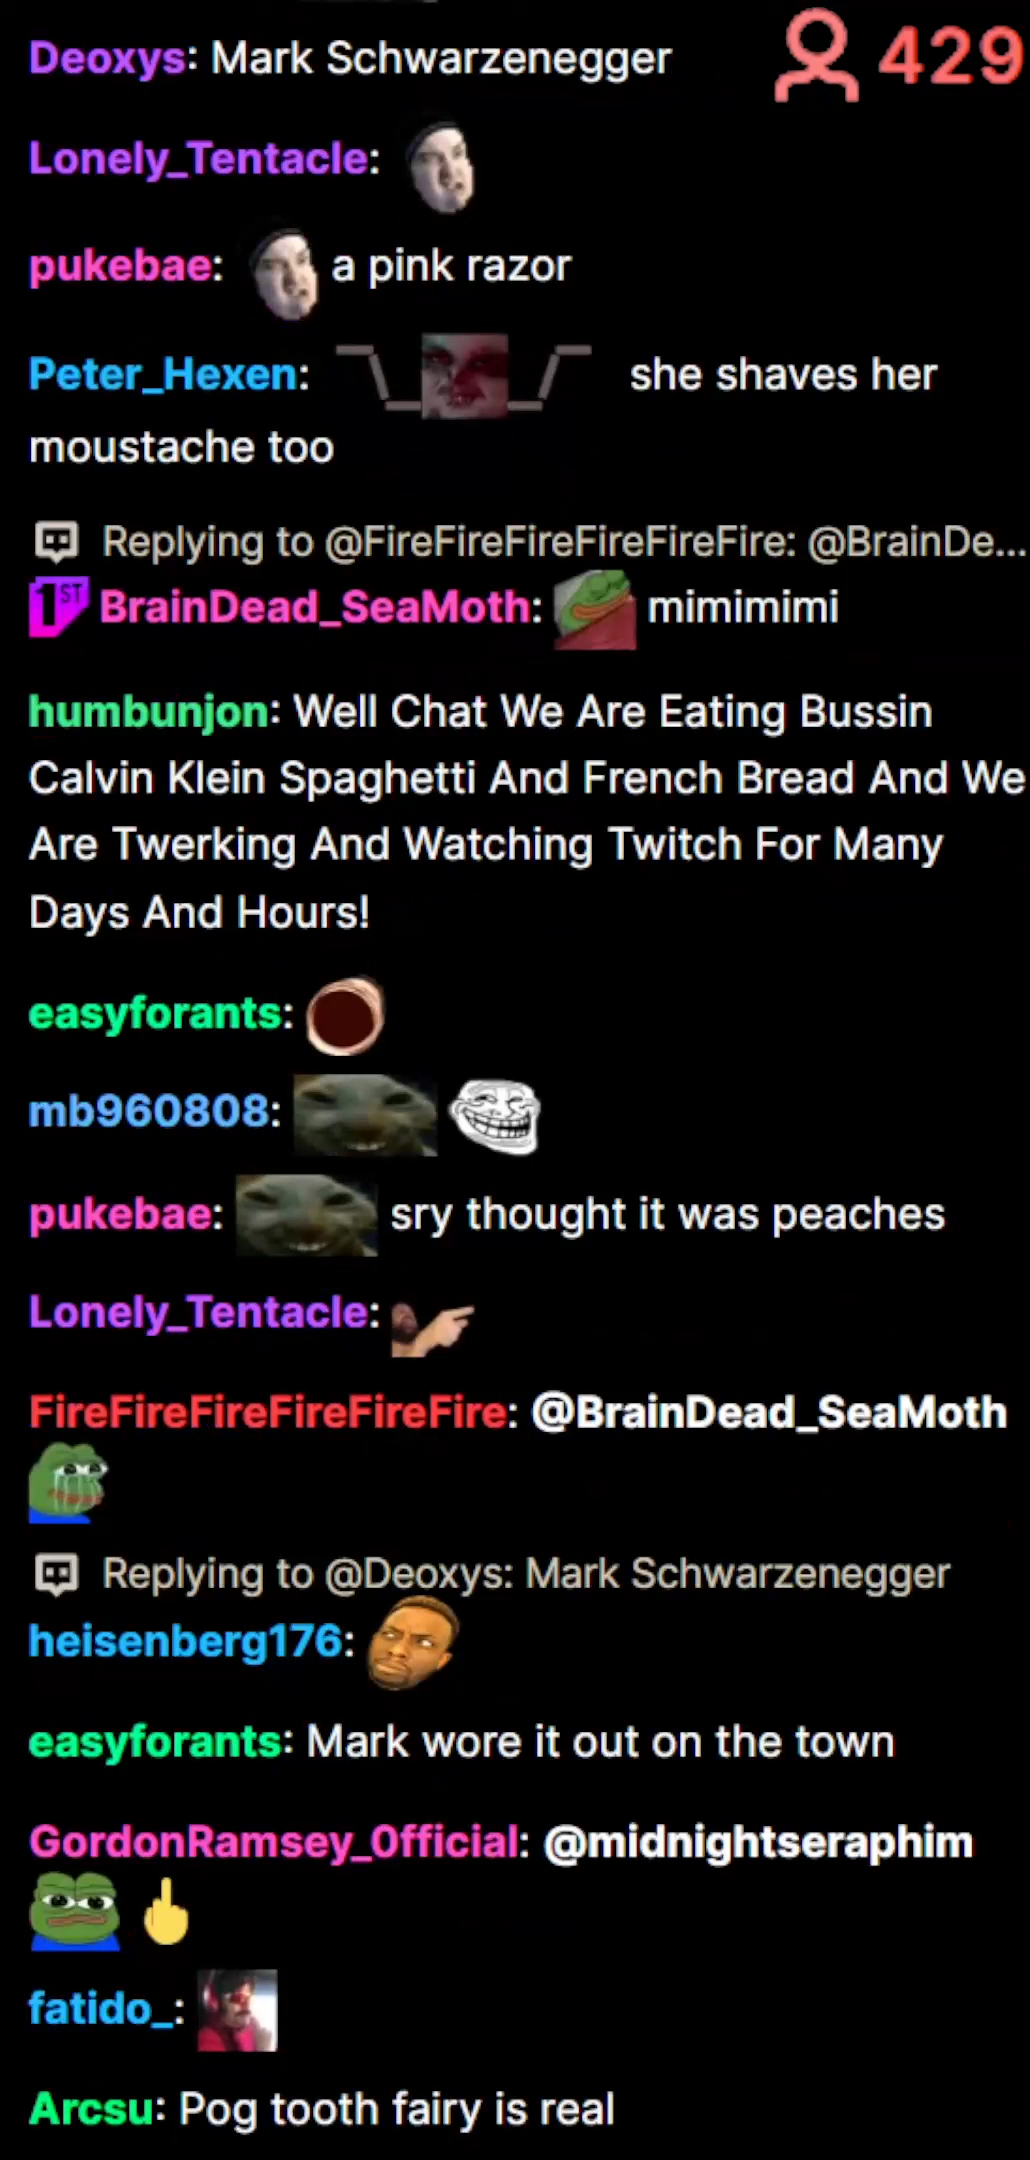 Deoxys: Mark Schwarzenegger
429
Lonely_Tentacle:
pukebae: a pink razor
Peter_Hexen: she shaves her
moustache too
Replying to @FireFireFireFireFireFire: @BrainDe...
1ST BrainDead_SeaMoth: mimimimi
humbunjon: Well Chat We Are Eating Bussin
Calvin Klein Spaghetti And French Bread And We
Are Twerking And Watching Twitch For Many
Days And Hours!
easyforants:
mb960808:
pukebae: sry thought it was peaches
Lonely_Tentacle:
FireFireFireFireFireFire: @BrainDead_SeaMoth
Replying to @Deoxys: Mark Schwarzenegger
heisenberg176:
easyforants: Mark wore it out on the town
GordonRamsey_0fficial: @midnightseraphim
fatido_:
Arcsu: Pog tooth fairy is real